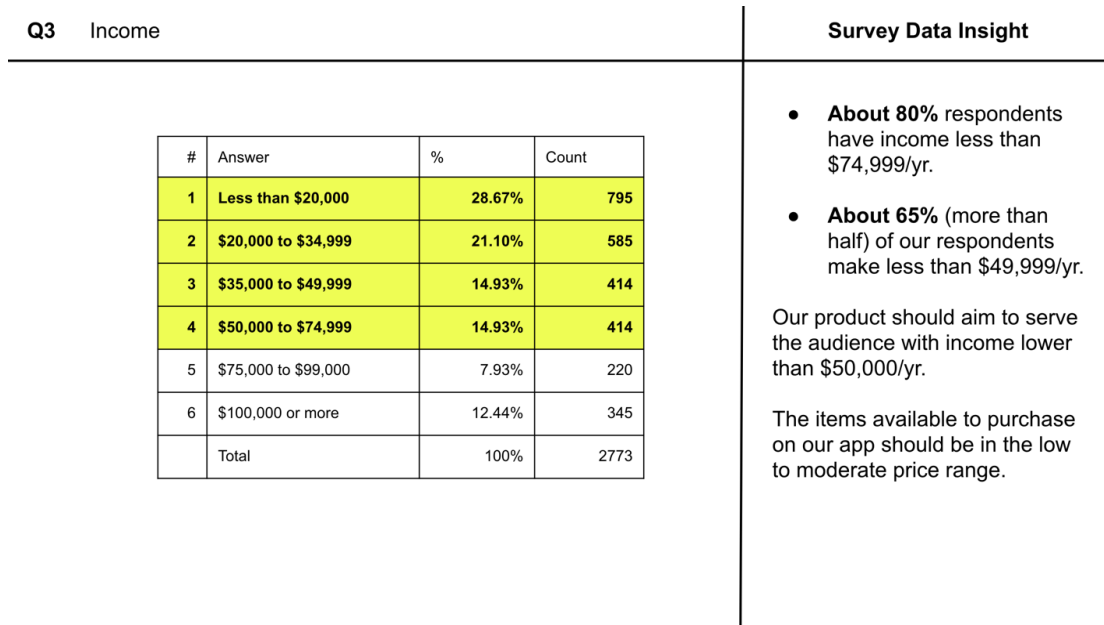 Q3 Income
Survey Data Insight
# Answer % Count
1 Less than $20,000 28.67% 795
2 $20,000 to $34,999 21.10% 585
3 $35,000 to $49,999 14.93% 414
4 $50,000 to $74,999 14.93% 414
5 $75,000 to $99,000 7.93% 220
6 $100,000 or more 12.44% 345
Total 100% 2773
● About 80% respondents
have income less than
$74,999/yr.
● About 65% (more than
half) of our respondents
make less than $49,999/yr.
Our product should aim to serve
the audience with income lower
than $50,000/yr.
The items available to purchase
on our app should be in the low
to moderate price range.